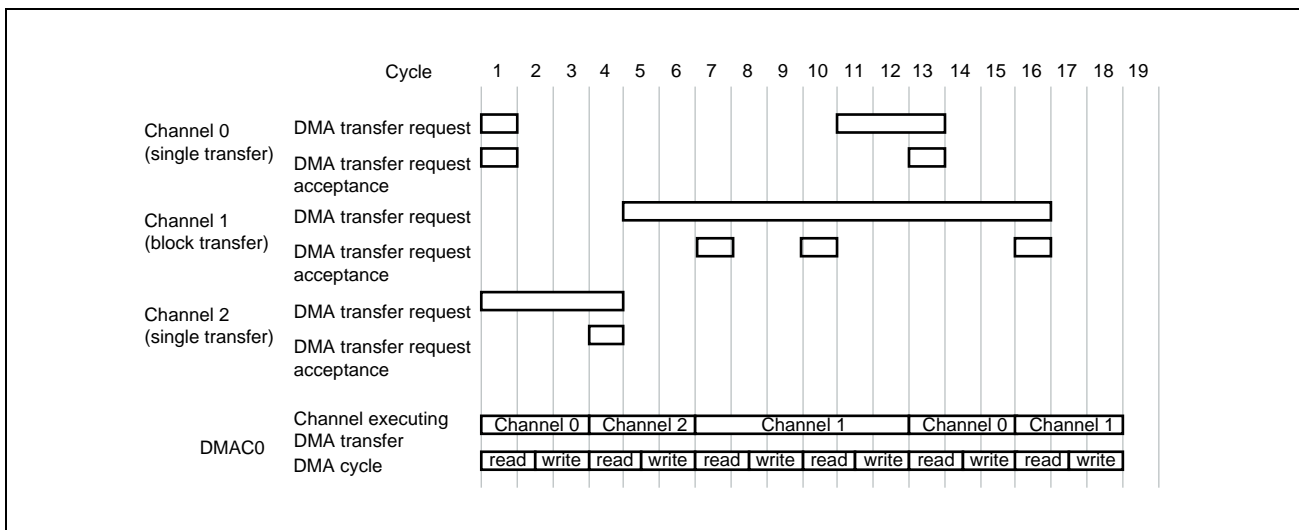 Cycle 1 2 3 4 5 6 7 8 9 10 11 12 13 14 15 16 17 18 19
Channel 0
(single transfer)
DMA transfer request
DMA transfer request
acceptance
Channel 1
(block transfer)
DMA transfer request
DMA transfer request
acceptance
Channel 2
(single transfer)
DMA transfer request
DMA transfer request
acceptance
DMAC0
Channel executing
DMA transfer
Channel 0 Channel 2 Channel 1 Channel 0 Channel 1
DMA cycle
read write read write read write read write read write read write